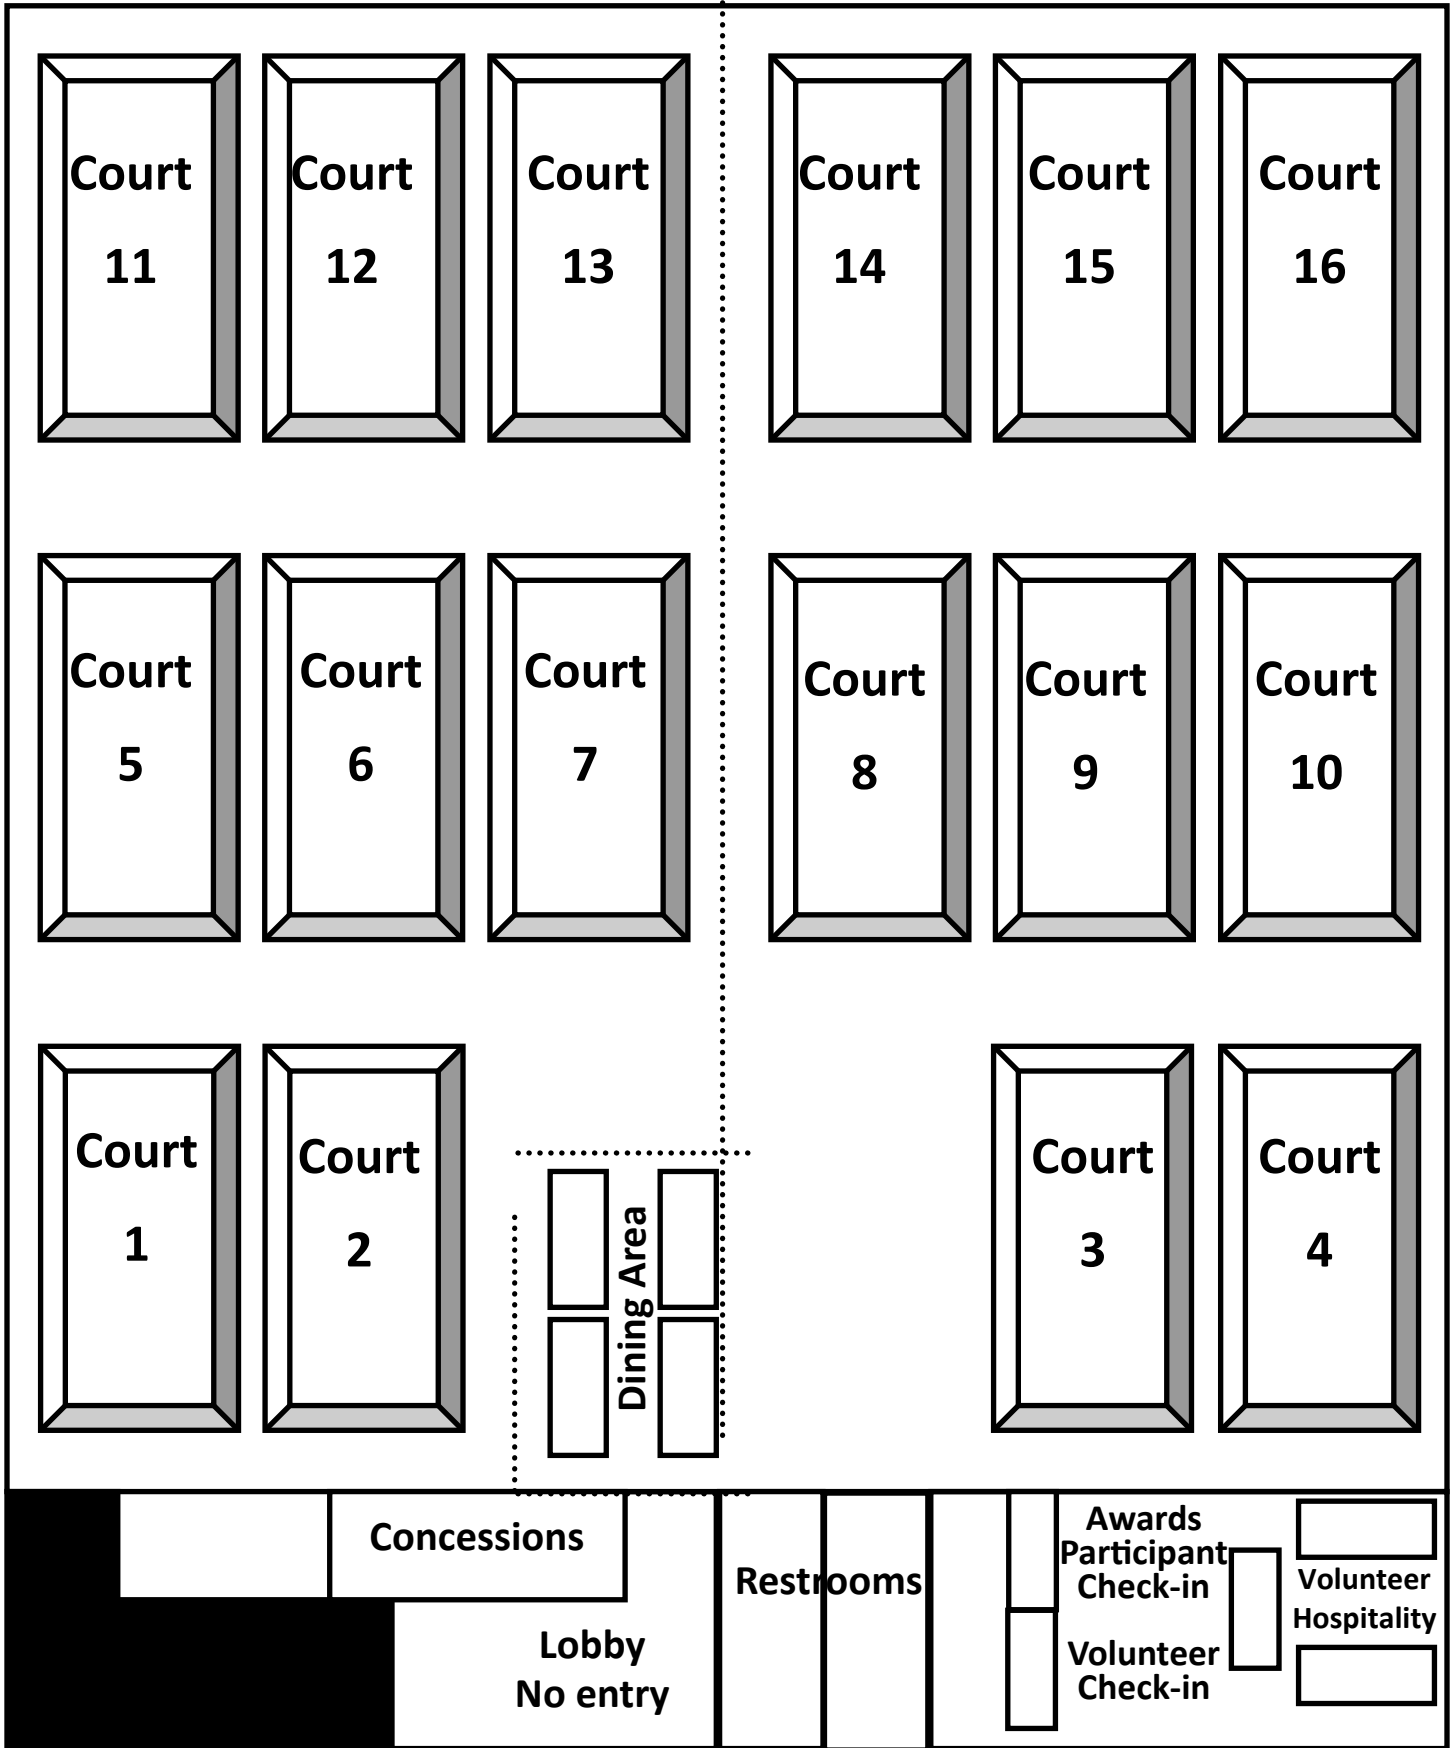 Court
11
Court
12
Court
13
Court
14
Court
15
Court
16
Court
5
Court
6
Court
7
Court
8
Court
9
Court
10
Court
1
Court
2
Dining Area
Court
3
Court
4
Concessions
Lobby
No entry
Restrooms
Awards
Participant
Check-in
Volunteer
Check-in
Volunteer
Hospitality